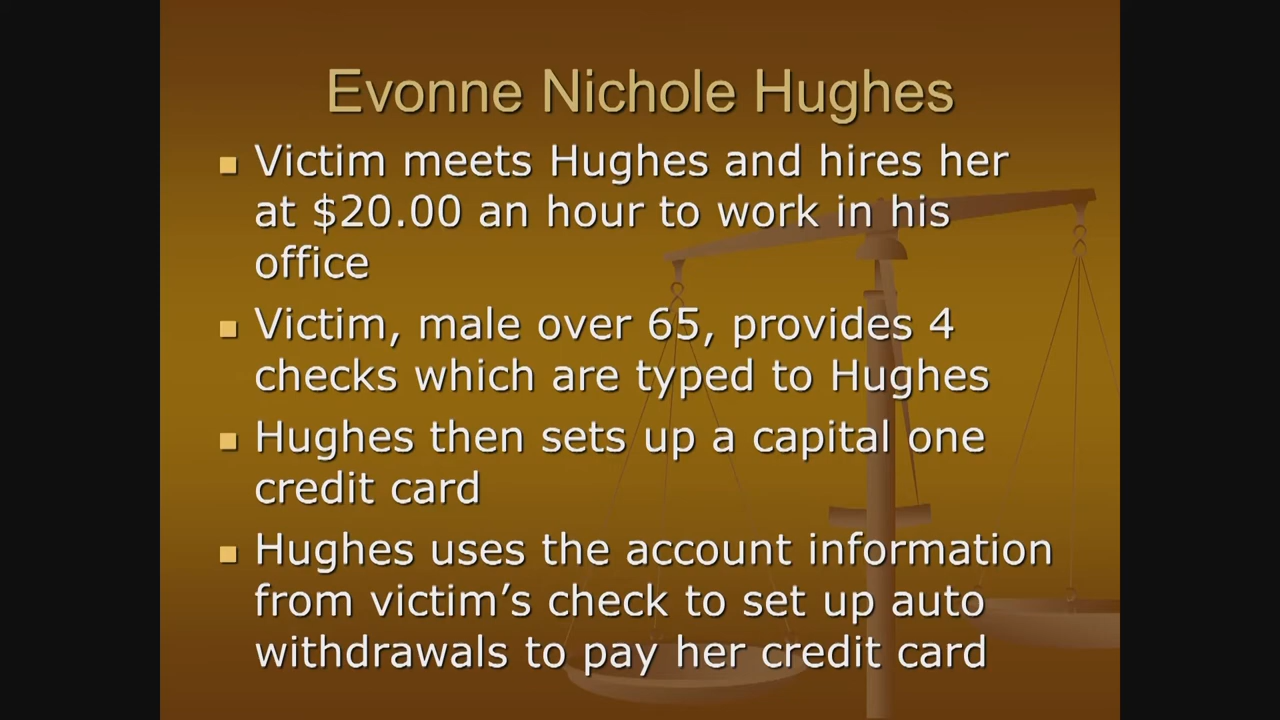 Evonne Nichole Hughes
Victim meets Hughes and hires her
at $20.00 an hour to work in his
office
Victim, male over 65, provides 4
checks which are typed to Hughes
Hughes then sets up a capital one
credit card
Hughes uses the account information
from victim’s check to set up auto
withdrawals to pay her credit card